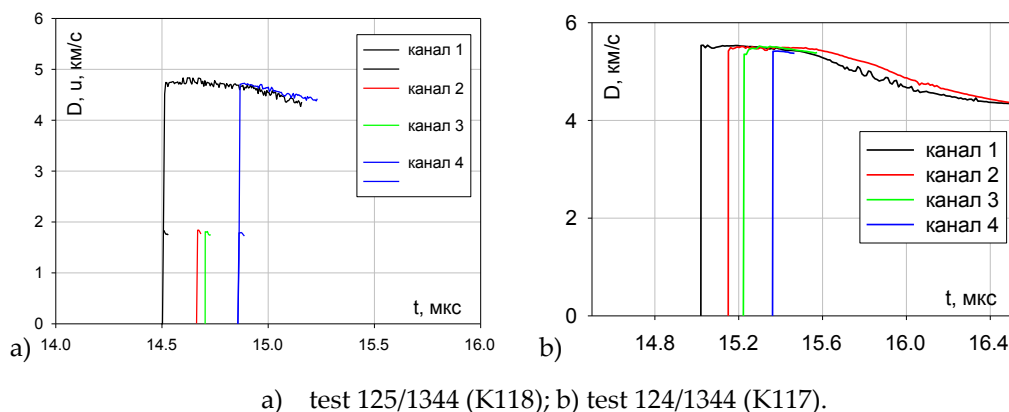 6
5
4
3
2
1
0
D, u, км/с
канал 1
канал 2
канал 3
канал 4
t, мкс
14.0 14.5 15.0 15.5 16.0
a)
6
4
2
0
D, км/с
канал 1
канал 2
канал 3
канал 4
t, мкс
14.8 15.2 15.6 16.0 16.4
b)
a) test 125/1344 (K118); b) test 124/1344 (K117).